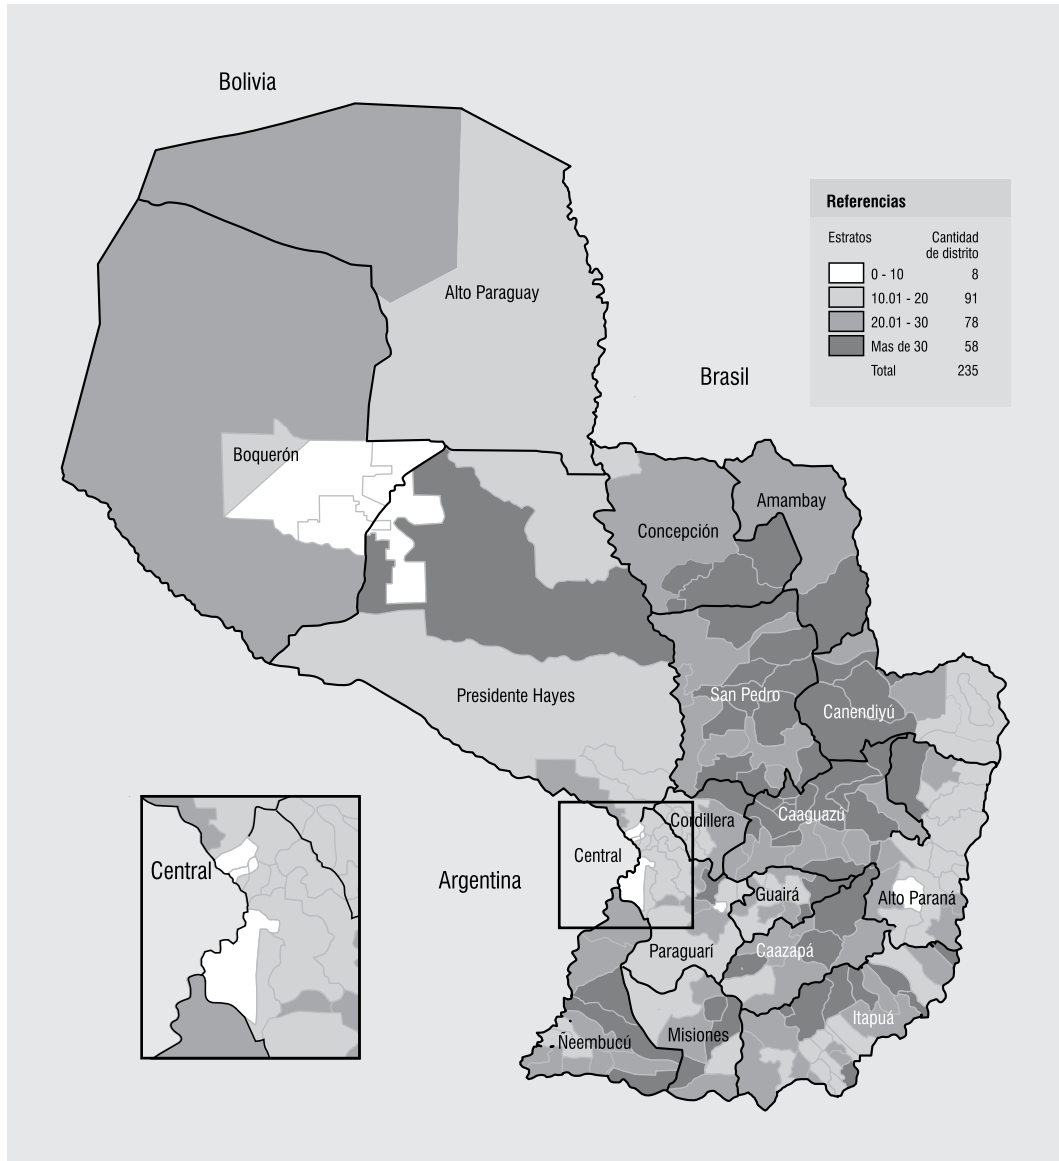 Bolivia
Referencias
Estratos Cantidad
de distrito
0 - 10 8
10.01 - 20 91
20.01 - 30 78
Mas de 30 58
Total 235
Alto Paraguay
Brasil
Boquerón
Amambay
Concepción
Presidente Hayes
San Pedro
Canendiyú
Cordillera
Caaguazú
Central
Central
Argentina
Guairá
Alto Paraná
Paraguarí
Caazapá
Itapuá
Misiones
Ñeembucú